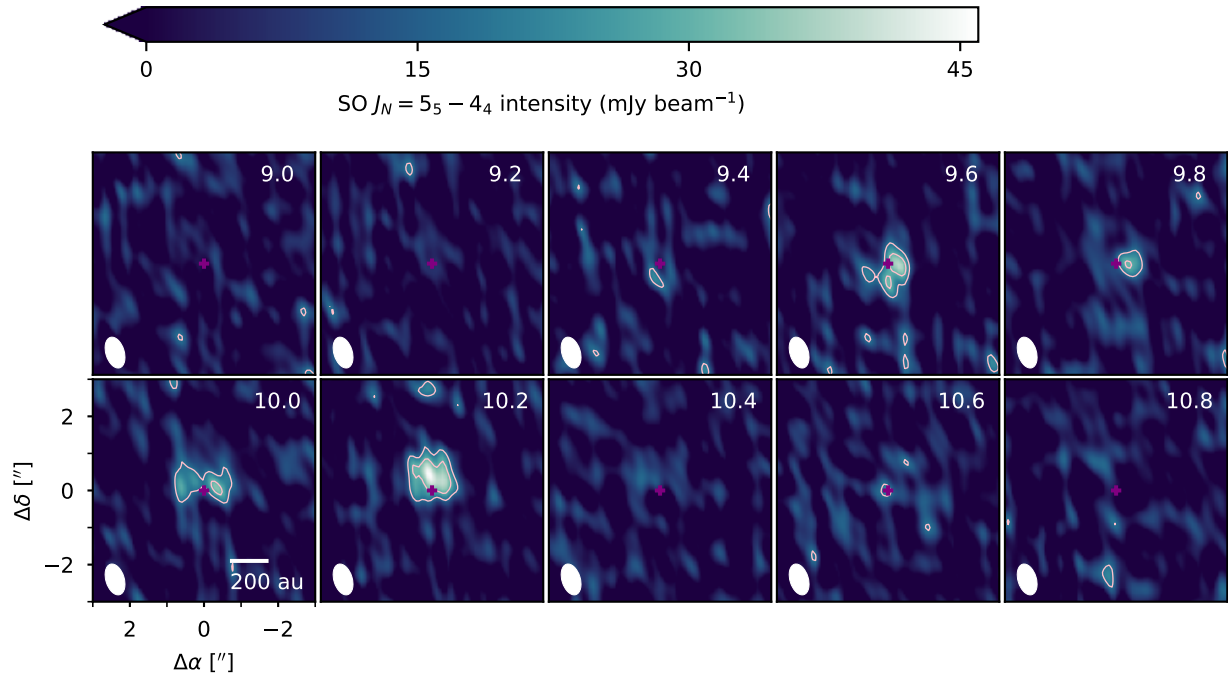 0 15 30 45
SO J_N = 5_5 − 4_4 intensity (mJy beam⁻¹)
9.0 9.2 9.4 9.6 9.8
10.0 10.2 10.4 10.6 10.8
2
0
−2
Δδ [″]
200 au
2 0 −2
Δα [″]